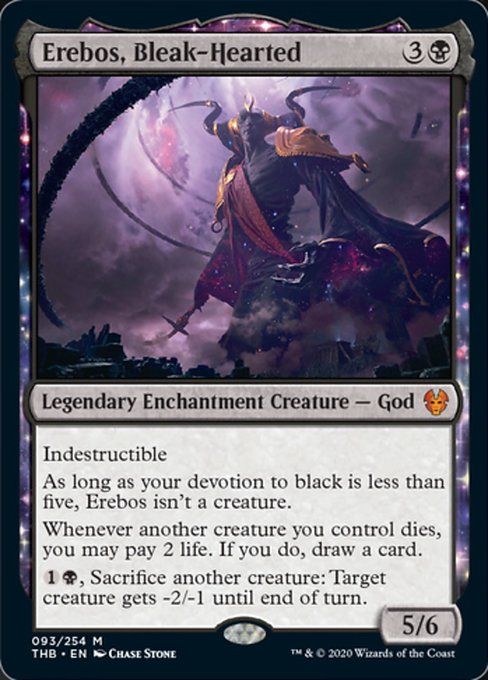 Erebos, Bleak-Hearted 3
Legendary Enchantment Creature — God
Indestructible
As long as your devotion to black is less than
five, Erebos isn't a creature.
Whenever another creature you control dies,
you may pay 2 life. If you do, draw a card.
1, Sacrifice another creature: Target
creature gets -2/-1 until end of turn.
5/6
093/254 M
THB • EN Chase Stone
™ & © 2020 Wizards of the Coast